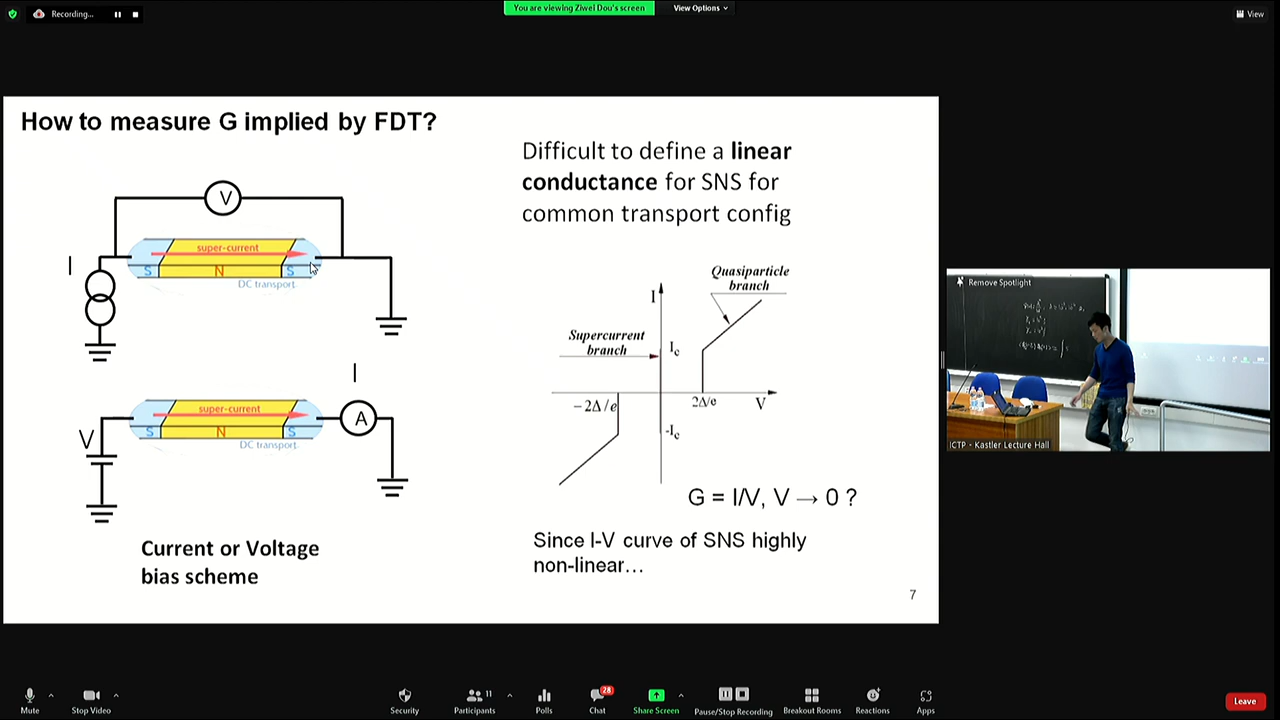 Recording...
You are viewing Ziwei Dou's screen
View Options
View
How to measure G implied by FDT?
V
I
super-current
S
N
S
DC transport
I
super-current
A
V
S
N
S
DC transport
Current or Voltage
bias scheme
Difficult to define a linear
conductance for SNS for
common transport config
Quasiparticle
branch
I
Supercurrent
branch
Ic
−2Δ/e
2Δ/e
V
-Ic
G = I/V, V → 0 ?
Since I-V curve of SNS highly
non-linear…
7
Remove Spotlight
ICTP - Kastler Lecture Hall
Mute
Stop Video
Security
Participants
11
Polls
Chat
28
Share Screen
Pause/Stop Recording
Breakout Rooms
Reactions
Apps
Leave